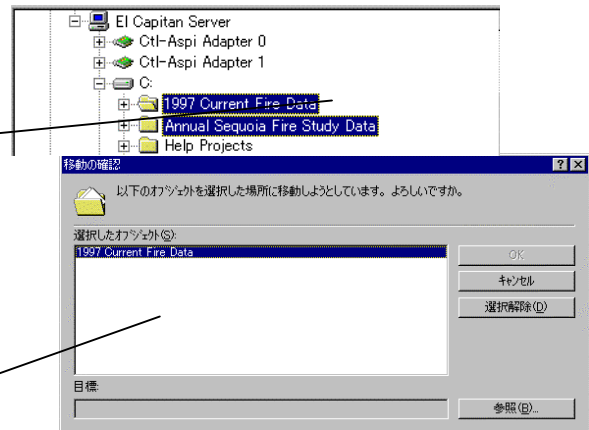 El Capitan Server
Ctl-Aspi Adapter 0
Ctl-Aspi Adapter 1
C:
1997 Current Fire Data
Annual Sequoia Fire Study Data
Help Projects
移動の確認
以下のオブジェクトを選択した場所に移動しようとしています。よろしいですか。
選択したオブジェクト(S):
1997 Current Fire Data
OK
キャンセル
選択解除(D)
目標:
参照(B)...